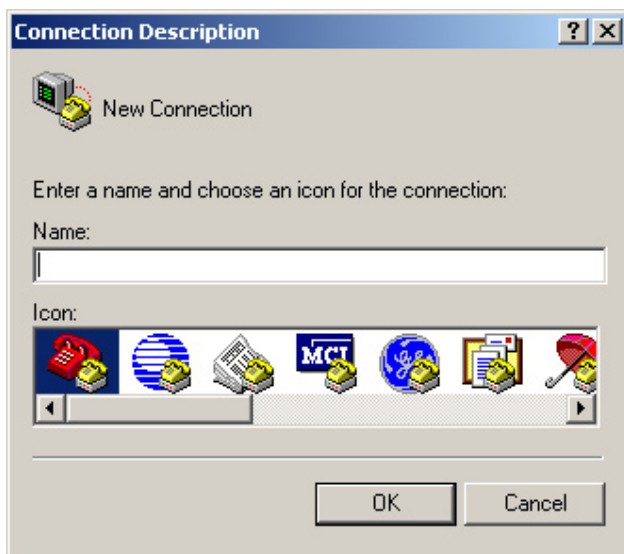 Connection Description
New Connection
Enter a name and choose an icon for the connection:
Name:
Icon:
MCI
OK
Cancel